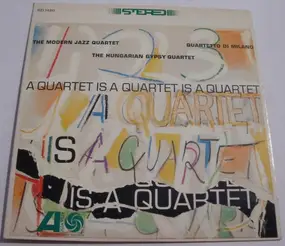 STEREO
THE MODERN JAZZ QUARTET
QUARTETTO DI MILANO
THE HUNGARIAN GYPSY QUARTET
A QUARTET IS A QUARTET IS A QUARTET
A QUARTET
IS A QUARTET
IS A QUARTET